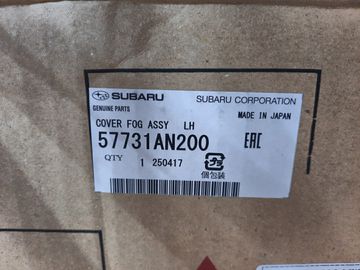 SUBARU SUBARU CORPORATION
GENUINE PARTS
MADE IN JAPAN
COVER FOG ASSY LH
57731AN200 EAC
QTY 1 250417
個包装